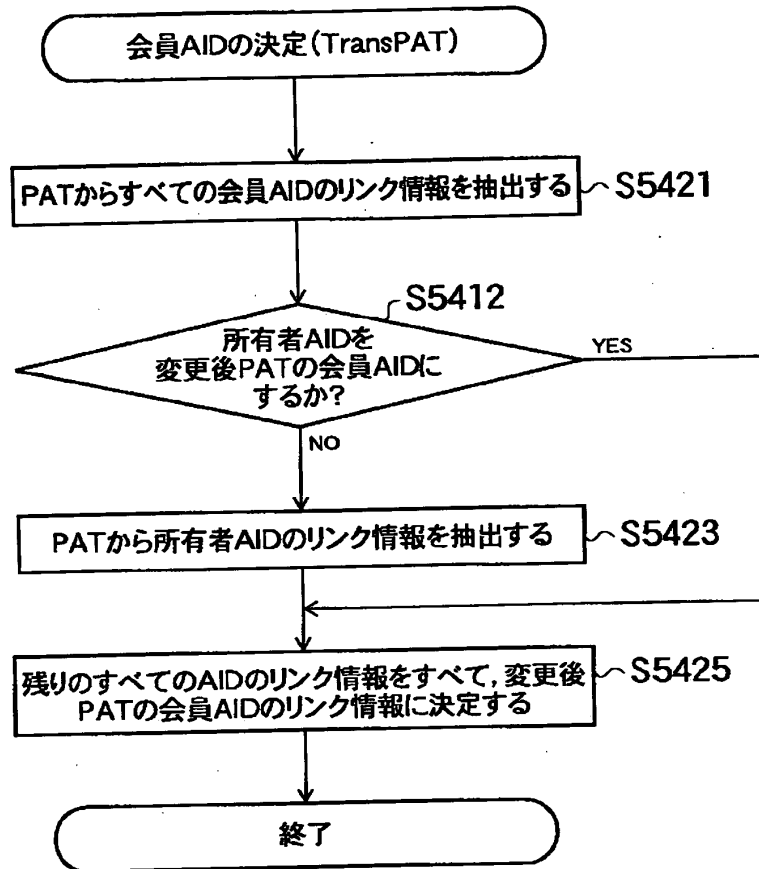 会員AIDの決定(TransPAT)
PATからすべての会員AIDのリンク情報を抽出する
S5421
S5412
所有者AIDを
変更後PATの会員AIDに
するか?
YES
NO
PATから所有者AIDのリンク情報を抽出する
S5423
残りのすべてのAIDのリンク情報をすべて,変更後
PATの会員AIDのリンク情報に決定する
S5425
終了